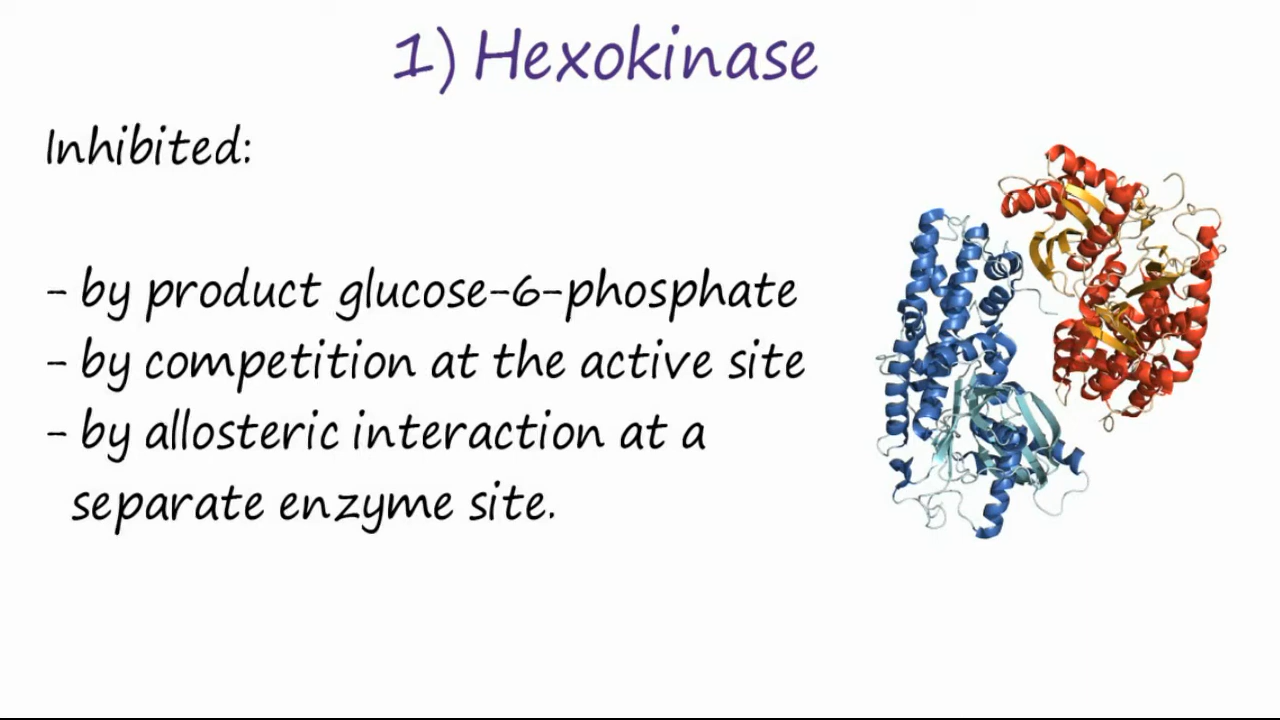 1) Hexokinase
Inhibited:
- by product glucose-6-phosphate
- by competition at the active site
- by allosteric interaction at a
separate enzyme site.